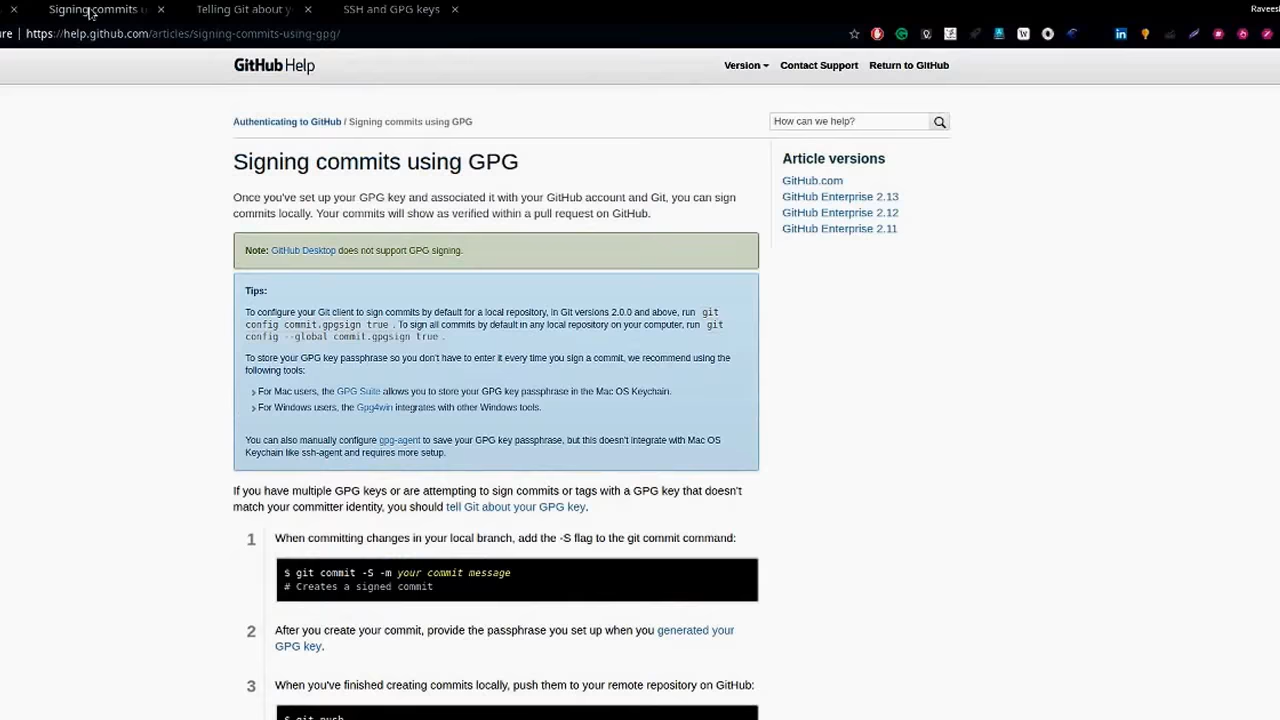 Signing commits
Telling Git about y
SSH and GPG keys
Ravees
re
https://help.github.com/articles/signing-commits-using-gpg/
GitHub Help
Version
Contact Support
Return to GitHub
Authenticating to GitHub / Signing commits using GPG
How can we help?
Signing commits using GPG
Once you've set up your GPG key and associated it with your GitHub account and Git, you can sign
commits locally. Your commits will show as verified within a pull request on GitHub.
Article versions
GitHub.com
GitHub Enterprise 2.13
GitHub Enterprise 2.12
GitHub Enterprise 2.11
Note: GitHub Desktop does not support GPG signing.
Tips:
To configure your Git client to sign commits by default for a local repository, in Git versions 2.0.0 and above, run git
config commit.gpgsign true . To sign all commits by default in any local repository on your computer, run git
config --global commit.gpgsign true .
To store your GPG key passphrase so you don't have to enter it every time you sign a commit, we recommend using the
following tools:
For Mac users, the GPG Suite allows you to store your GPG key passphrase in the Mac OS Keychain.
For Windows users, the Gpg4win integrates with other Windows tools.
You can also manually configure gpg-agent to save your GPG key passphrase, but this doesn't integrate with Mac OS
Keychain like ssh-agent and requires more setup.
If you have multiple GPG keys or are attempting to sign commits or tags with a GPG key that doesn't
match your committer identity, you should tell Git about your GPG key.
1 When committing changes in your local branch, add the -S flag to the git commit command:
$ git commit -S -m your commit message
# Creates a signed commit
2 After you create your commit, provide the passphrase you set up when you generated your
GPG key.
3 When you've finished creating commits locally, push them to your remote repository on GitHub:
$ git push